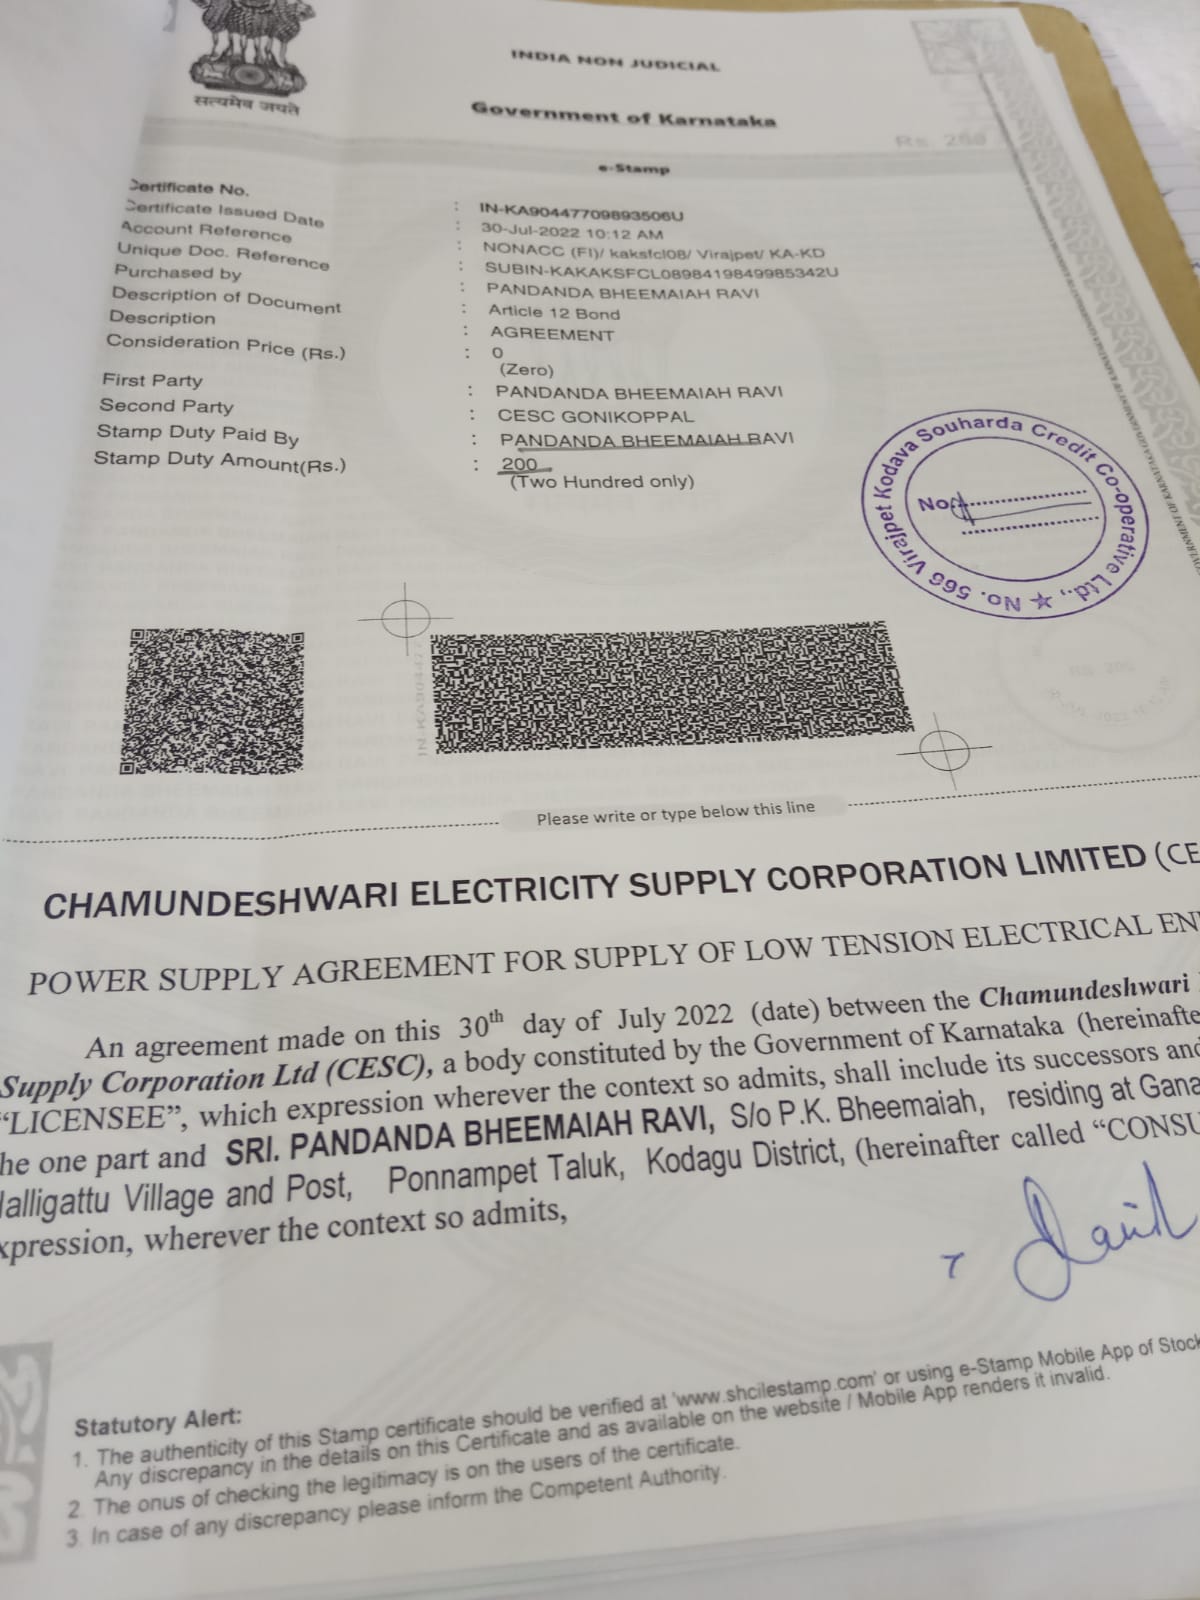 सत्यमेव जयते
INDIA NON JUDICIAL
Government of Karnataka
e-Stamp
Certificate No. : IN-KA90447709893506U
Certificate Issued Date : 30-Jul-2022 10:12 AM
Account Reference : NONACC (FI)/ kaksfcl08/ Virajpet/ KA-KD
Unique Doc. Reference : SUBIN-KAKAKSFCL0898419849985342U
Purchased by : PANDANDA BHEEMAIAH RAVI
Description of Document : Article 12 Bond
Description : AGREEMENT
Consideration Price (Rs.) : 0
(Zero)
First Party : PANDANDA BHEEMAIAH RAVI
Second Party : CESC GONIKOPPAL
Stamp Duty Paid By : PANDANDA BHEEMAIAH RAVI
Stamp Duty Amount(Rs.) : 200
(Two Hundred only)
Virajpet Kodava Souharda Credit Co-operative Ltd., ★ No. 566
No.
Please write or type below this line
CHAMUNDESHWARI ELECTRICITY SUPPLY CORPORATION LIMITED (CE
POWER SUPPLY AGREEMENT FOR SUPPLY OF LOW TENSION ELECTRICAL EN
An agreement made on this 30th day of July 2022 (date) between the Chamundeshwari
Supply Corporation Ltd (CESC), a body constituted by the Government of Karnataka (hereinafte
"LICENSEE", which expression wherever the context so admits, shall include its successors and
he one part and SRI. PANDANDA BHEEMAIAH RAVI, S/o P.K. Bheemaiah, residing at Gana
alligattu Village and Post, Ponnampet Taluk, Kodagu District, (hereinafter called "CONSU
xpression, wherever the context so admits,
Statutory Alert:
1. The authenticity of this Stamp certificate should be verified at 'www.shcilestamp.com' or using e-Stamp Mobile App of Stock
Any discrepancy in the details on this Certificate and as available on the website / Mobile App renders it invalid.
2. The onus of checking the legitimacy is on the users of the certificate.
3. In case of any discrepancy please inform the Competent Authority.